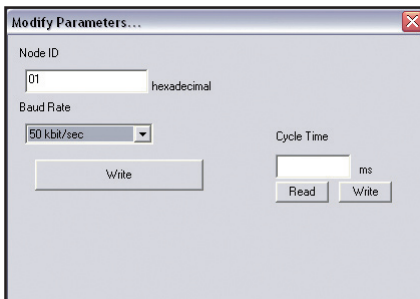 Modify Parameters...
Node ID
01
hexadecimal
Baud Rate
50 kbit/sec
Write
Cycle Time
ms
Read
Write